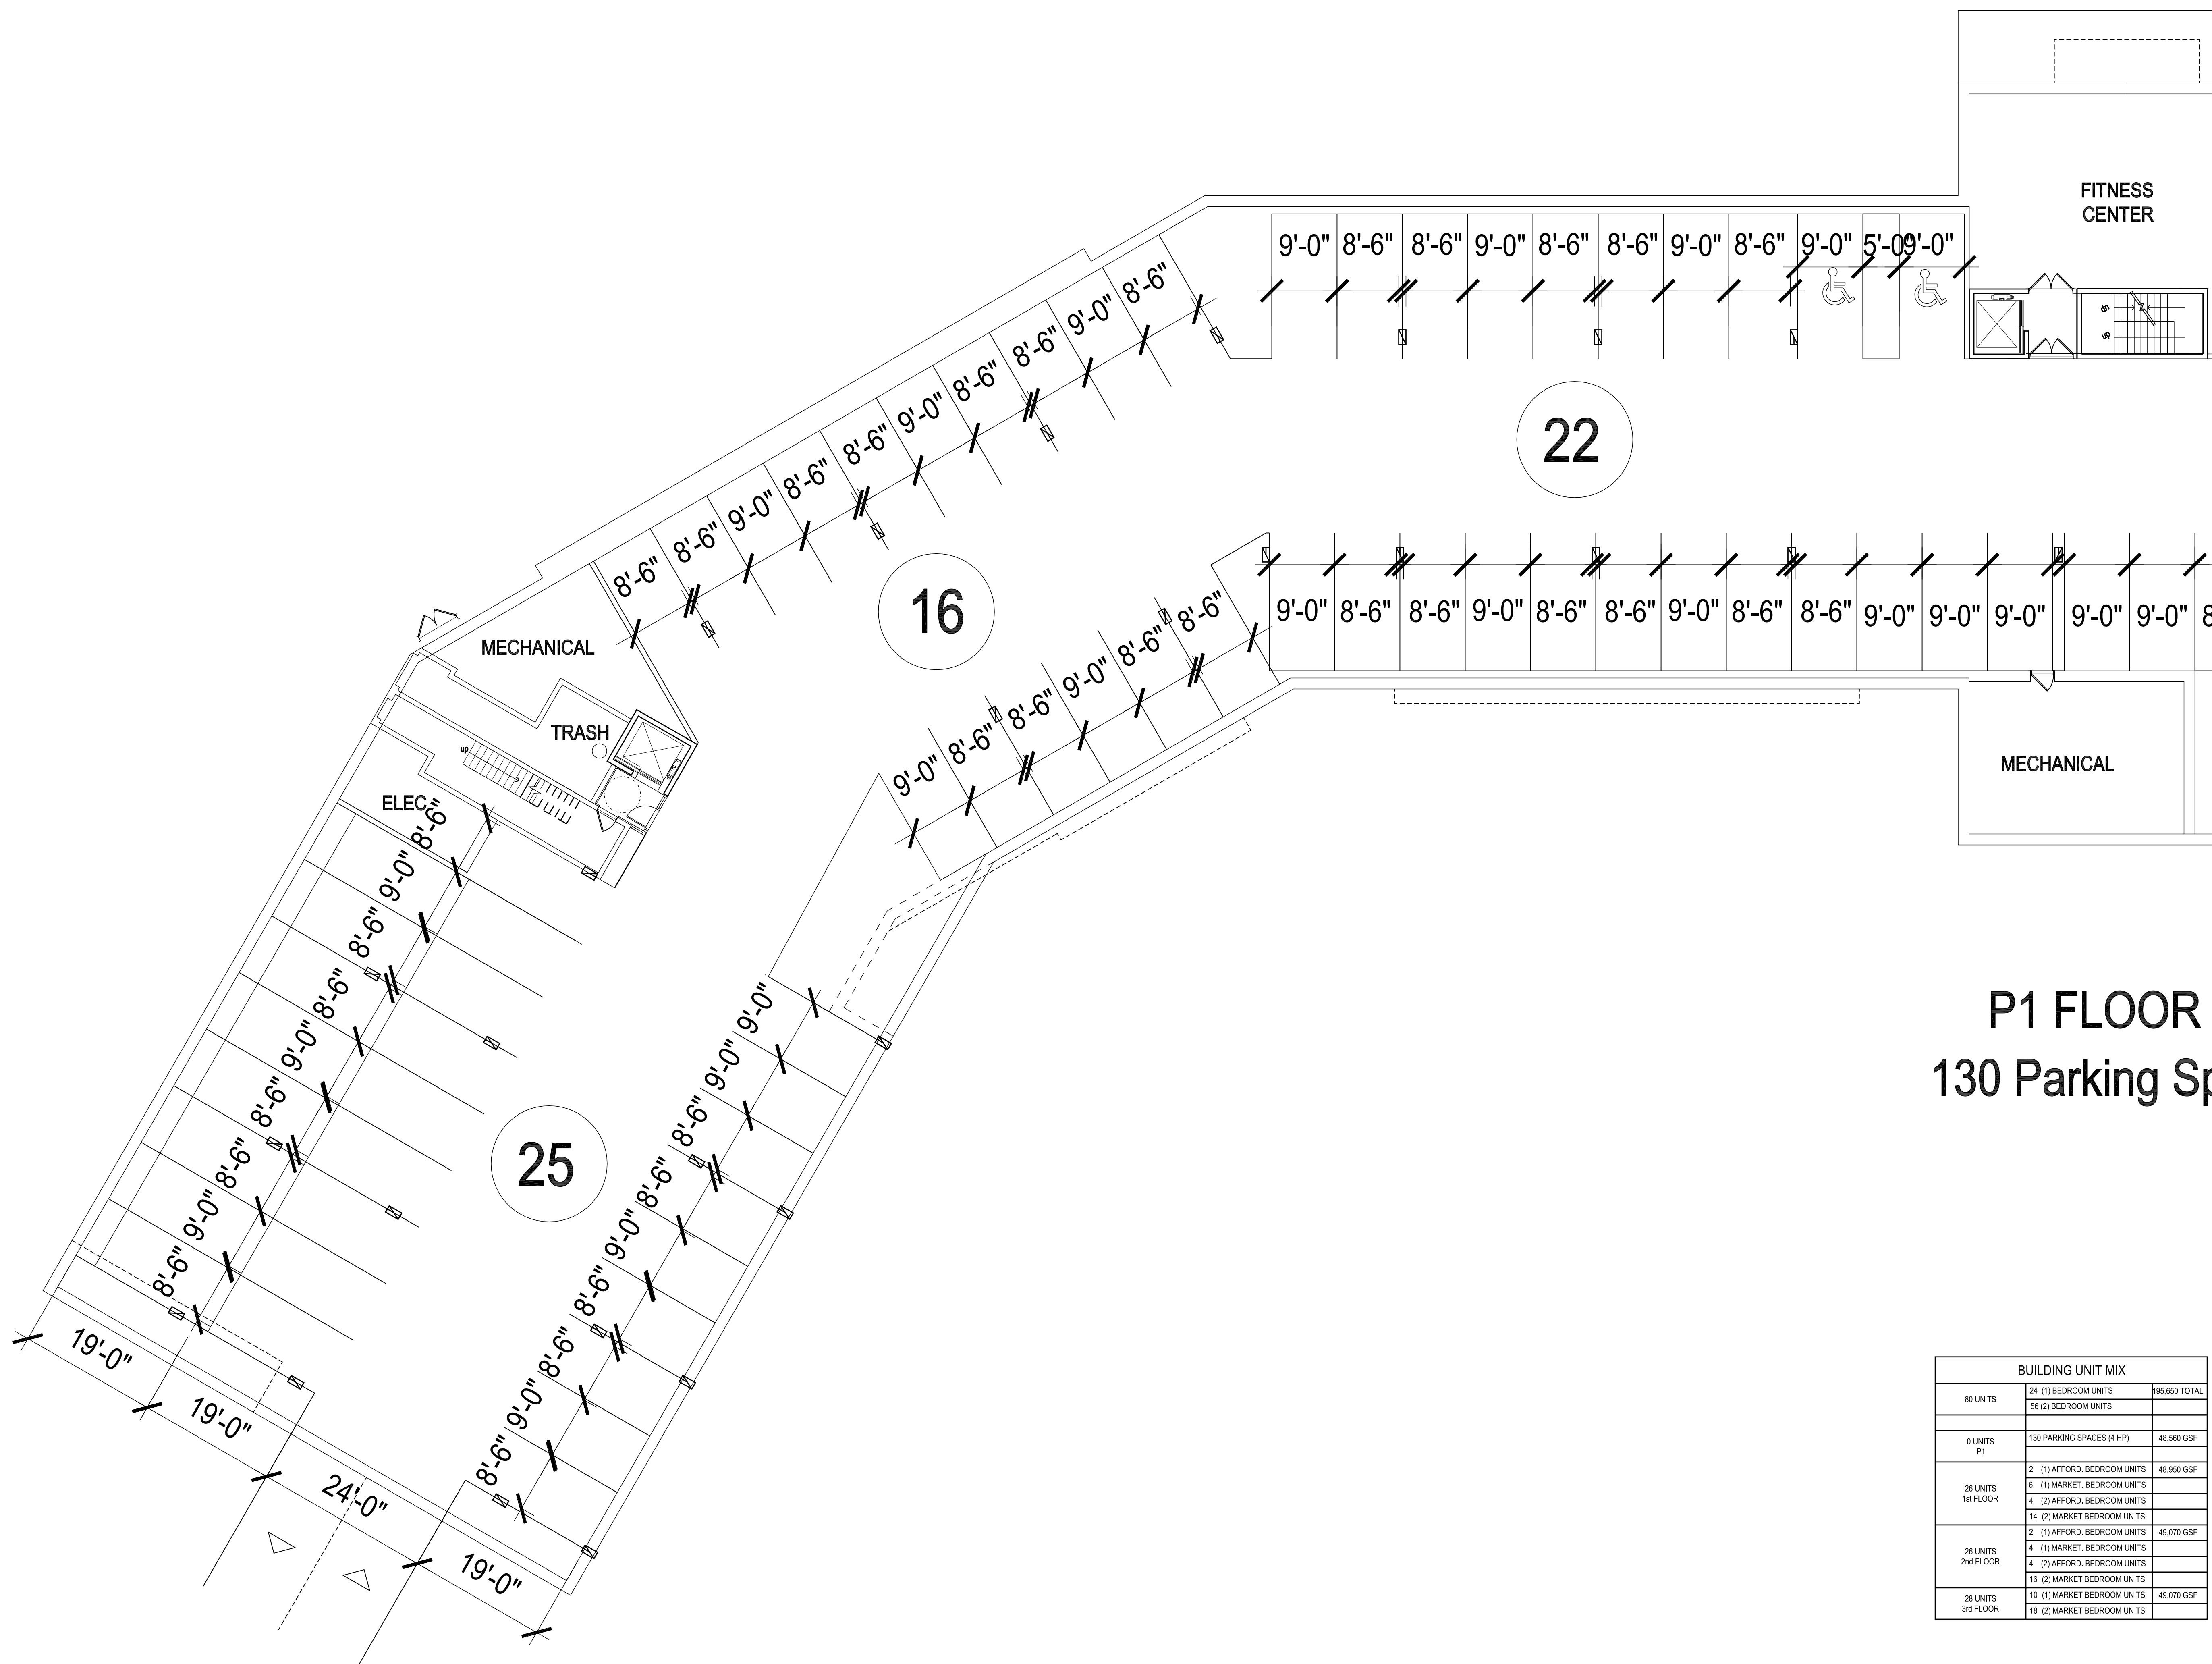 FITNESS
CENTER
9'-0" 8'-6" 8'-6" 9'-0" 8'-6" 8'-6" 9'-0" 8'-6" 9'-0" 5'-0" 9'-0"
up
up
8'-6" 8'-6" 9'-0" 8'-6" 8'-6" 9'-0" 8'-6" 8'-6" 9'-0" 8'-6"
22
16
9'-0" 8'-6" 8'-6" 9'-0" 8'-6" 8'-6" 9'-0" 8'-6" 8'-6" 9'-0" 9'-0" 9'-0" 9'-0" 9'-0" 8
9'-0" 8'-6" 8'-6" 9'-0" 8'-6" 8'-6"
MECHANICAL
TRASH
up
ELEC.
MECHANICAL
8'-6"
9'-0"
8'-6"
8'-6"
9'-0"
8'-6"
8'-6"
9'-0"
8'-6"
25
9'-0"
9'-0"
8'-6"
8'-6"
9'-0"
8'-6"
8'-6"
9'-0"
8'-6"
19'-0"
19'-0"
24'-0"
19'-0"
P1 FLOOR
130 Parking Sp
BUILDING UNIT MIX
80 UNITS
24 (1) BEDROOM UNITS 195,650 TOTAL
56 (2) BEDROOM UNITS
0 UNITS
P1
130 PARKING SPACES (4 HP) 48,560 GSF
26 UNITS
1st FLOOR
2 (1) AFFORD. BEDROOM UNITS 48,950 GSF
6 (1) MARKET. BEDROOM UNITS
4 (2) AFFORD. BEDROOM UNITS
14 (2) MARKET BEDROOM UNITS
26 UNITS
2nd FLOOR
2 (1) AFFORD. BEDROOM UNITS 49,070 GSF
4 (1) MARKET. BEDROOM UNITS
4 (2) AFFORD. BEDROOM UNITS
16 (2) MARKET BEDROOM UNITS
28 UNITS
3rd FLOOR
10 (1) MARKET BEDROOM UNITS 49,070 GSF
18 (2) MARKET BEDROOM UNITS